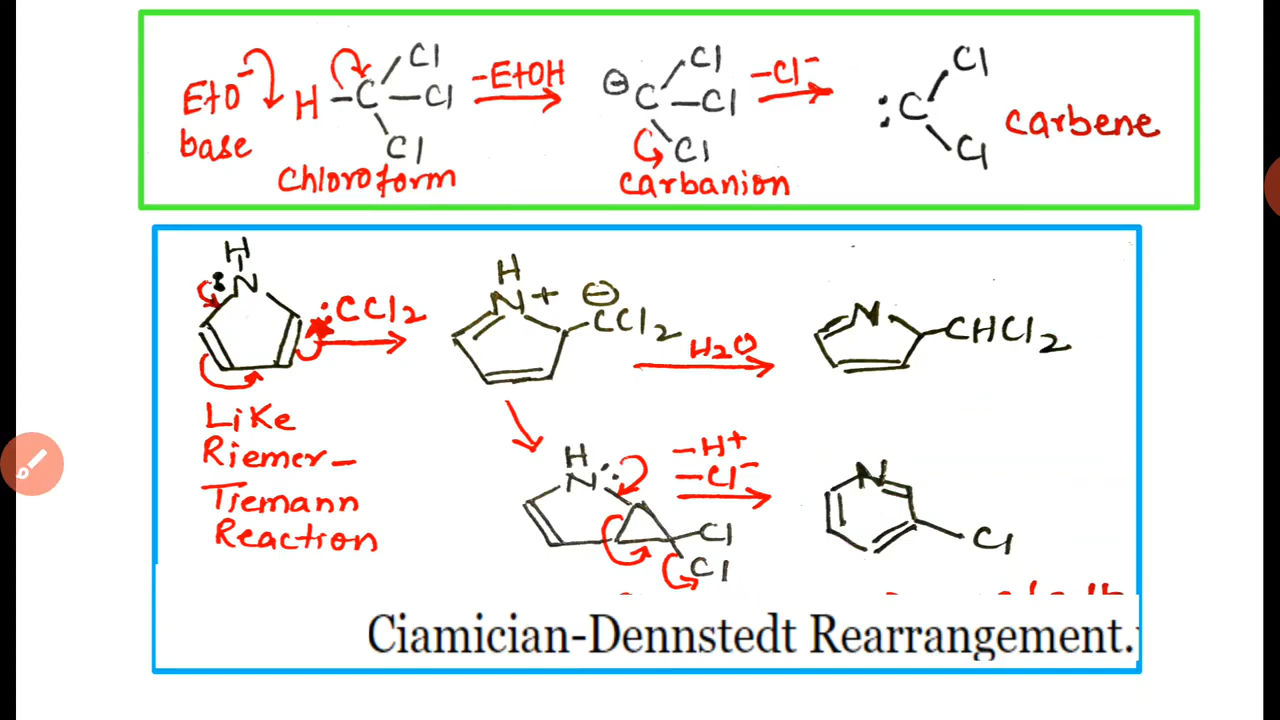 EtO⁻ H – C Cl Cl Cl -EtOH ⊖ C Cl Cl Cl -Cl⁻ : C Cl Cl carbene
base
Chloroform carbanion
H
N : :CCl2
H
N + ⊖ CCl2
H2O
N CHCl2
Like
Riemer-
Tiemann
Reaction
H
N : Cl Cl
-H+
-Cl⁻
N Cl
Ciamician-Dennstedt Rearrangement.